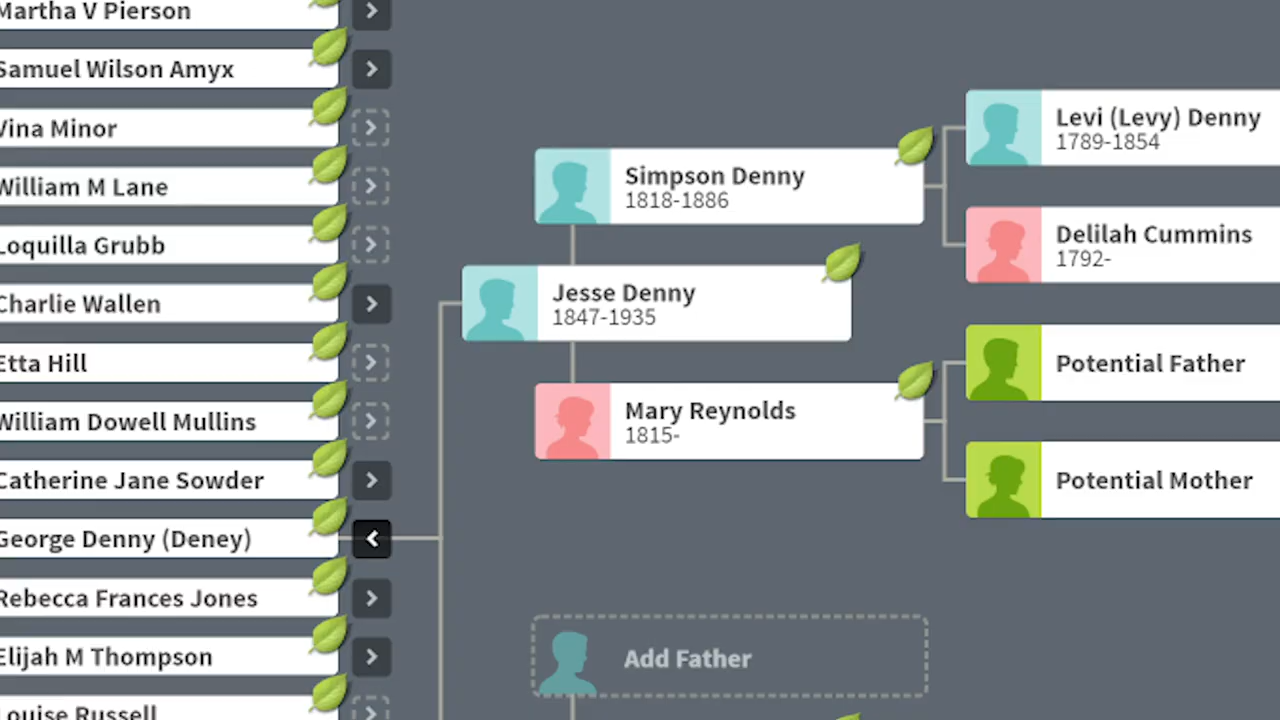 Martha V Pierson
Samuel Wilson Amyx
Vina Minor
William M Lane
Loquilla Grubb
Charlie Wallen
Etta Hill
William Dowell Mullins
Catherine Jane Sowder
George Denny (Deney)
Rebecca Frances Jones
Elijah M Thompson
Louise Russell
Simpson Denny
1818-1886
Jesse Denny
1847-1935
Mary Reynolds
1815-
Add Father
Levi (Levy) Denny
1789-1854
Delilah Cummins
1792-
Potential Father
Potential Mother